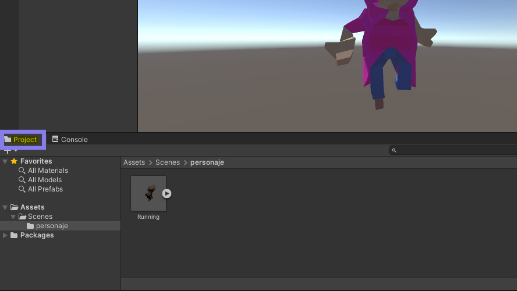 Project
Console
Favorites
All Materials
All Models
All Prefabs
Assets
Scenes
personaje
Packages
Assets > Scenes > personaje
Running